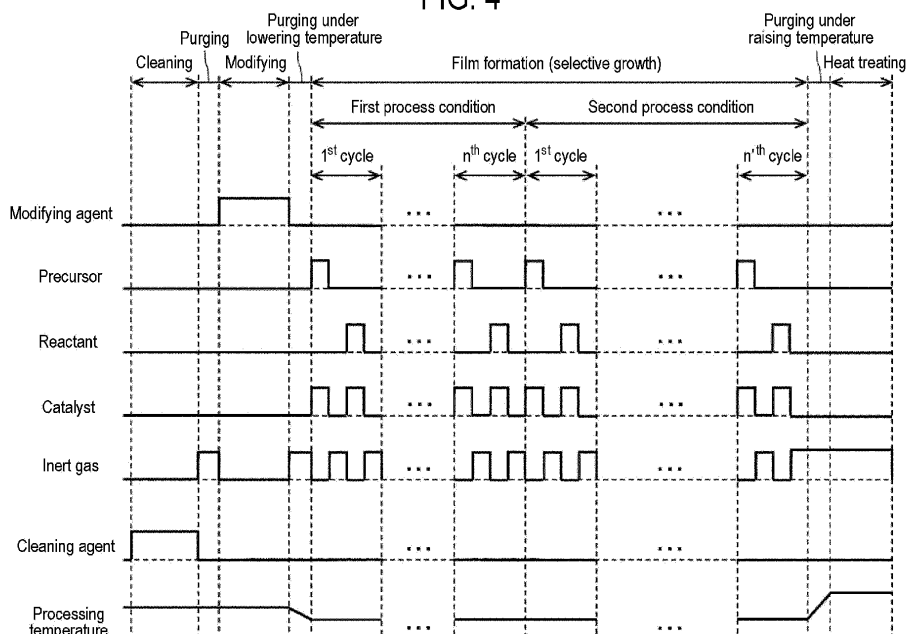 FIG. 4
Purging under
lowering temperature
Purging under
raising temperature
Purging
Cleaning
Modifying
Film formation (selective growth)
Heat treating
First process condition
Second process condition
1st cycle
nth cycle
1st cycle
n'th cycle
Modifying agent
...
...
Precursor
...
...
Reactant
...
...
Catalyst
...
...
Inert gas
...
...
Cleaning agent
...
...
Processing
temperature
...
...